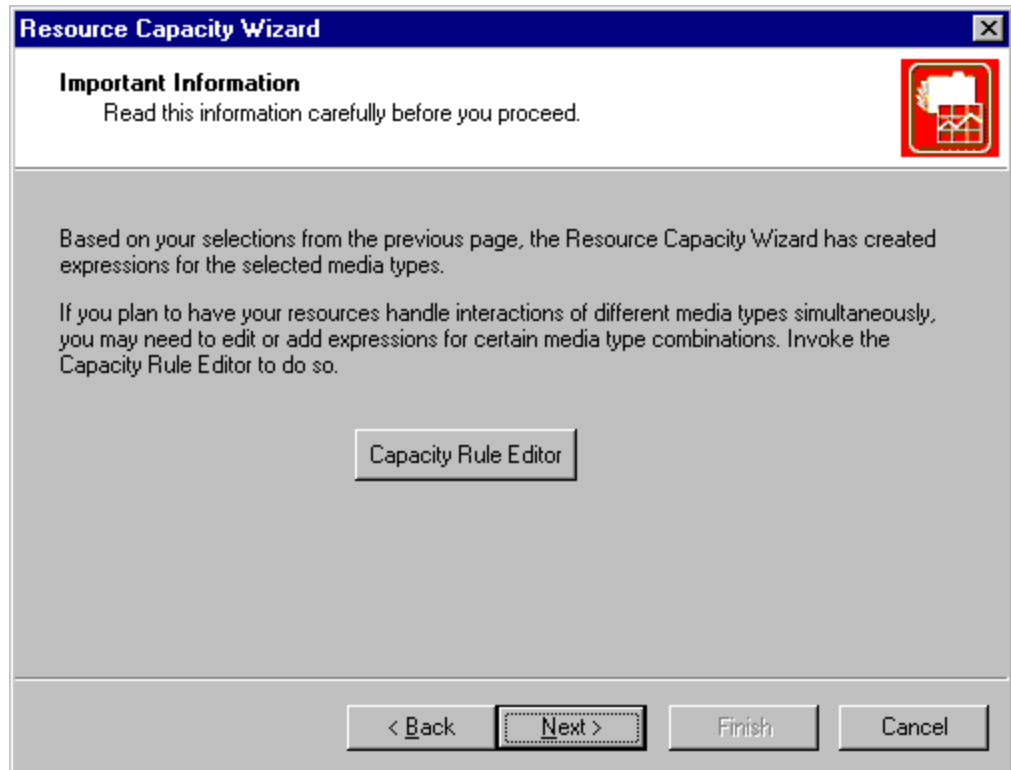 Resource Capacity Wizard
Important Information
Read this information carefully before you proceed.
Based on your selections from the previous page, the Resource Capacity Wizard has created
expressions for the selected media types.
If you plan to have your resources handle interactions of different media types simultaneously,
you may need to edit or add expressions for certain media type combinations. Invoke the
Capacity Rule Editor to do so.
Capacity Rule Editor
< Back Next > Finish Cancel